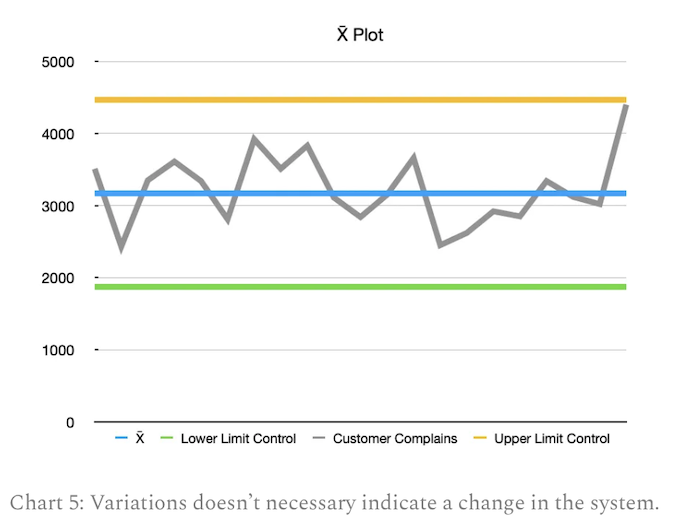 X̄ Plot
5000
4000
3000
2000
1000
0
X̄ Lower Limit Control Customer Complains Upper Limit Control
Chart 5: Variations doesn’t necessary indicate a change in the system.